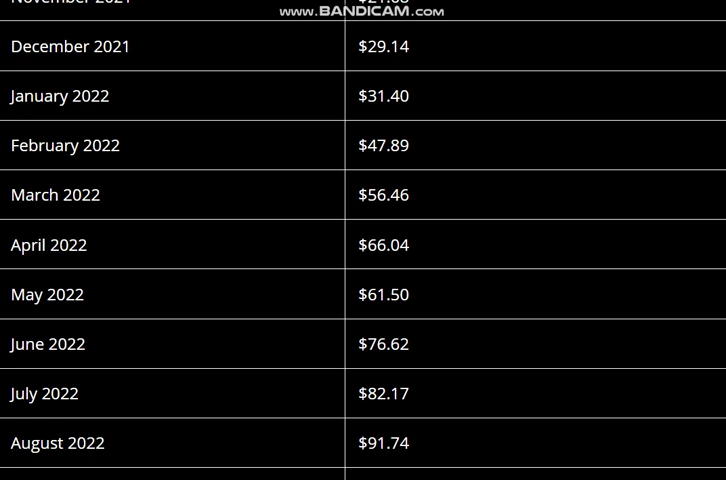 November 2021 $21.68
www.BANDICAM.com
December 2021 $29.14
January 2022 $31.40
February 2022 $47.89
March 2022 $56.46
April 2022 $66.04
May 2022 $61.50
June 2022 $76.62
July 2022 $82.17
August 2022 $91.74